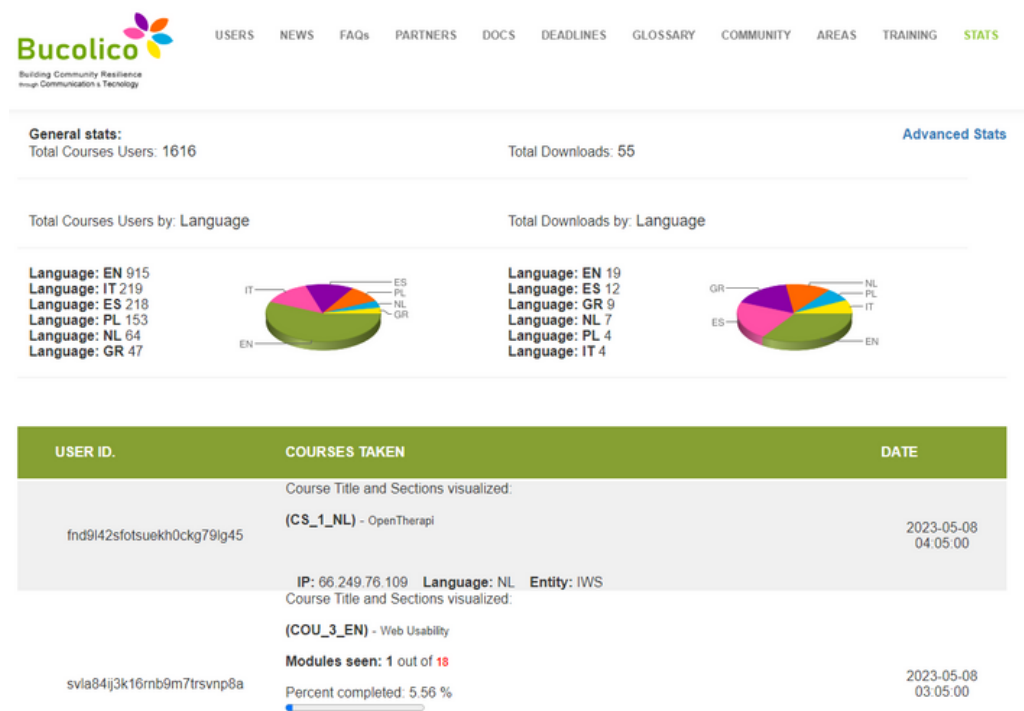 Bucolico
Building Community Resilience
through Communication & Tecnology
USERS NEWS FAQs PARTNERS DOCS DEADLINES GLOSSARY COMMUNITY AREAS TRAINING STATS
General stats:
Total Courses Users: 1616
Total Downloads: 55
Advanced Stats
Total Courses Users by: Language
Total Downloads by: Language
Language: EN 915
Language: IT 219
Language: ES 218
Language: PL 153
Language: NL 64
Language: GR 47
IT
ES
PL
NL
GR
EN
Language: EN 19
Language: ES 12
Language: GR 9
Language: NL 7
Language: PL 4
Language: IT 4
GR
NL
PL
IT
ES
EN
USER ID. COURSES TAKEN DATE
Course Title and Sections visualized:
(CS_1_NL) - OpenTherapi
fnd9l42sfotsuekh0ckg79lg45
2023-05-08
04:05:00
IP: 66.249.76.109 Language: NL Entity: IWS
Course Title and Sections visualized:
(COU_3_EN) - Web Usability
Modules seen: 1 out of 18
svla84ij3k16rnb9m7trsvnp8a
Percent completed: 5.56 %
2023-05-08
03:05:00